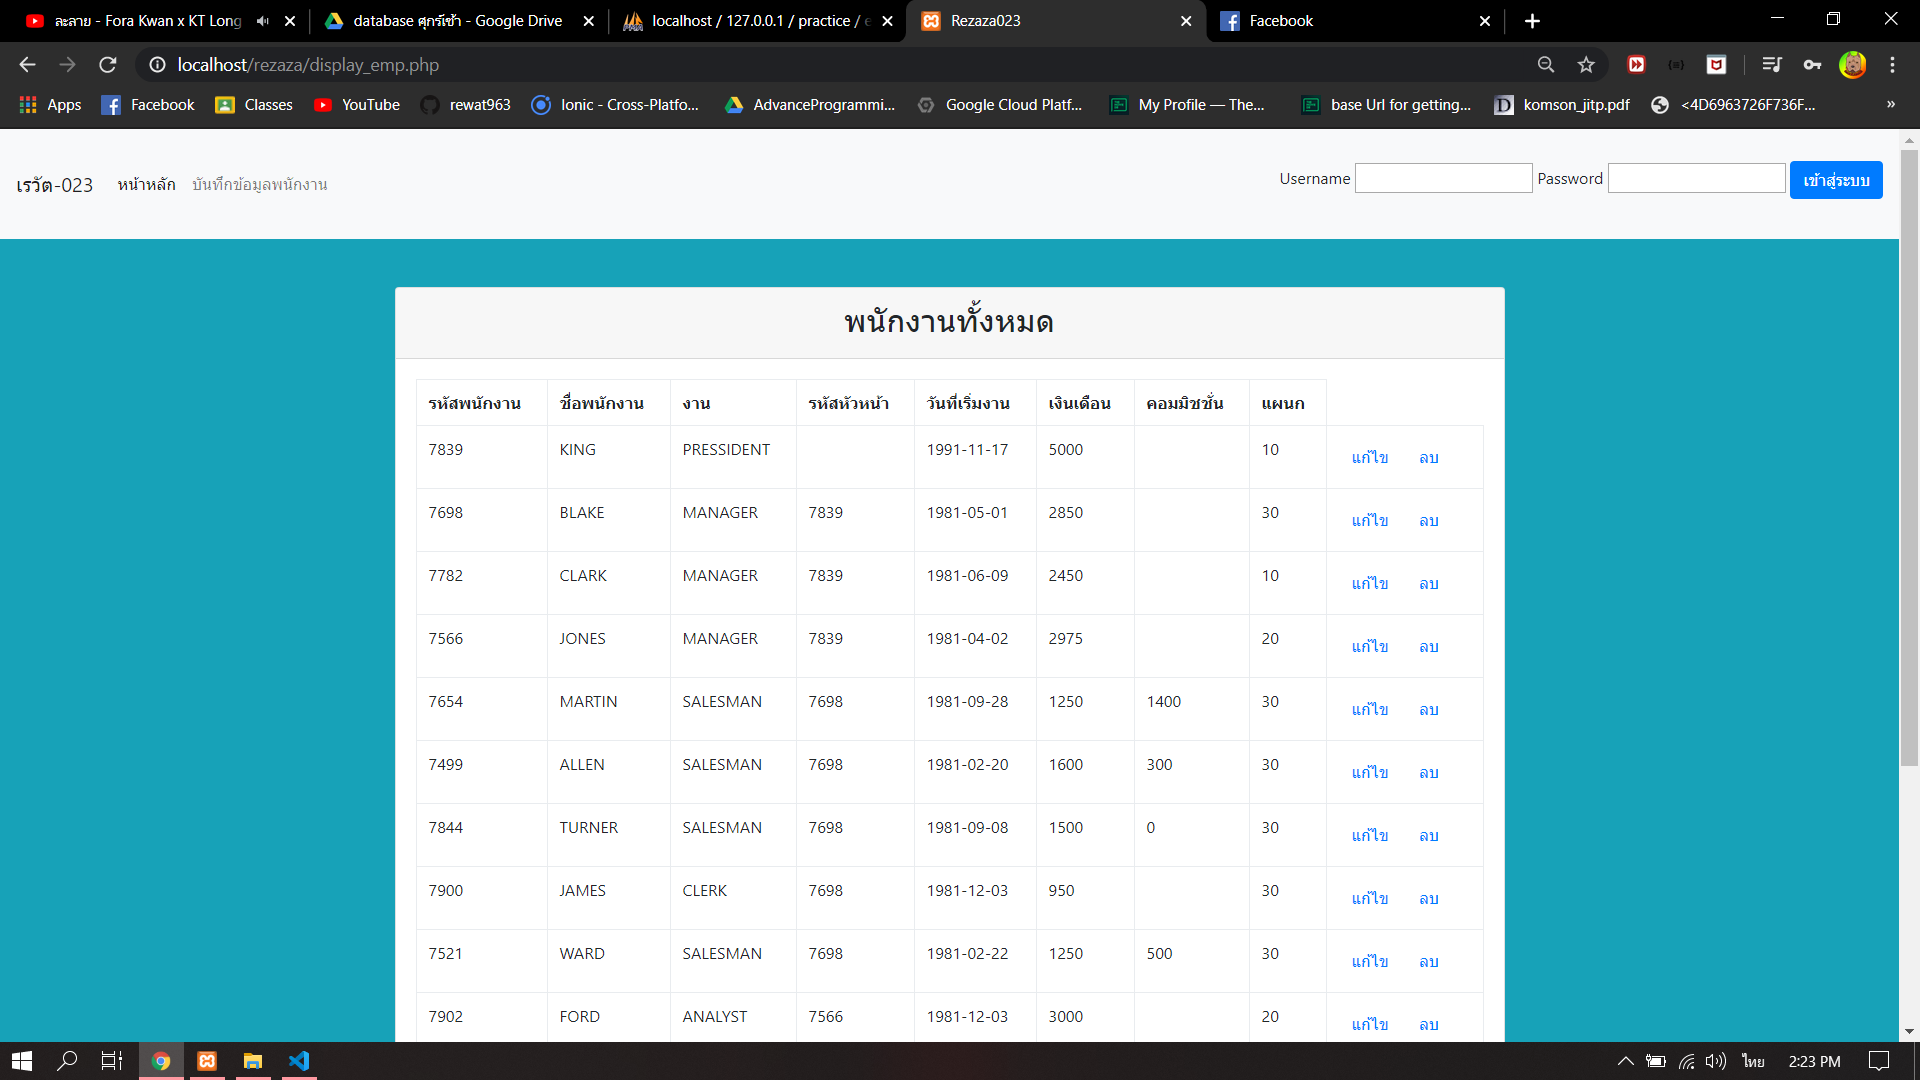 ละลาย - Fora Kwan x KT Long
database ศุกร์เช้า - Google Drive
localhost / 127.0.0.1 / practice / e
Rezaza023
Facebook
localhost/rezaza/display_emp.php
Apps
Facebook
Classes
YouTube
rewat963
Ionic - Cross-Platfo...
AdvanceProgrammi...
Google Cloud Platf...
My Profile — The...
base Url for getting...
komson_jitp.pdf
<4D6963726F736F...
เรวัต-023 หน้าหลัก บันทึกข้อมูลพนักงาน Username Password เข้าสู่ระบบ
พนักงานทั้งหมด
รหัสพนักงาน ชื่อพนักงาน งาน รหัสหัวหน้า วันที่เริ่มงาน เงินเดือน คอมมิชชั่น แผนก
7839 KING PRESSIDENT 1991-11-17 5000 10 แก้ไข ลบ
7698 BLAKE MANAGER 7839 1981-05-01 2850 30 แก้ไข ลบ
7782 CLARK MANAGER 7839 1981-06-09 2450 10 แก้ไข ลบ
7566 JONES MANAGER 7839 1981-04-02 2975 20 แก้ไข ลบ
7654 MARTIN SALESMAN 7698 1981-09-28 1250 1400 30 แก้ไข ลบ
7499 ALLEN SALESMAN 7698 1981-02-20 1600 300 30 แก้ไข ลบ
7844 TURNER SALESMAN 7698 1981-09-08 1500 0 30 แก้ไข ลบ
7900 JAMES CLERK 7698 1981-12-03 950 30 แก้ไข ลบ
7521 WARD SALESMAN 7698 1981-02-22 1250 500 30 แก้ไข ลบ
7902 FORD ANALYST 7566 1981-12-03 3000 20 แก้ไข ลบ
ไทย 2:23 PM